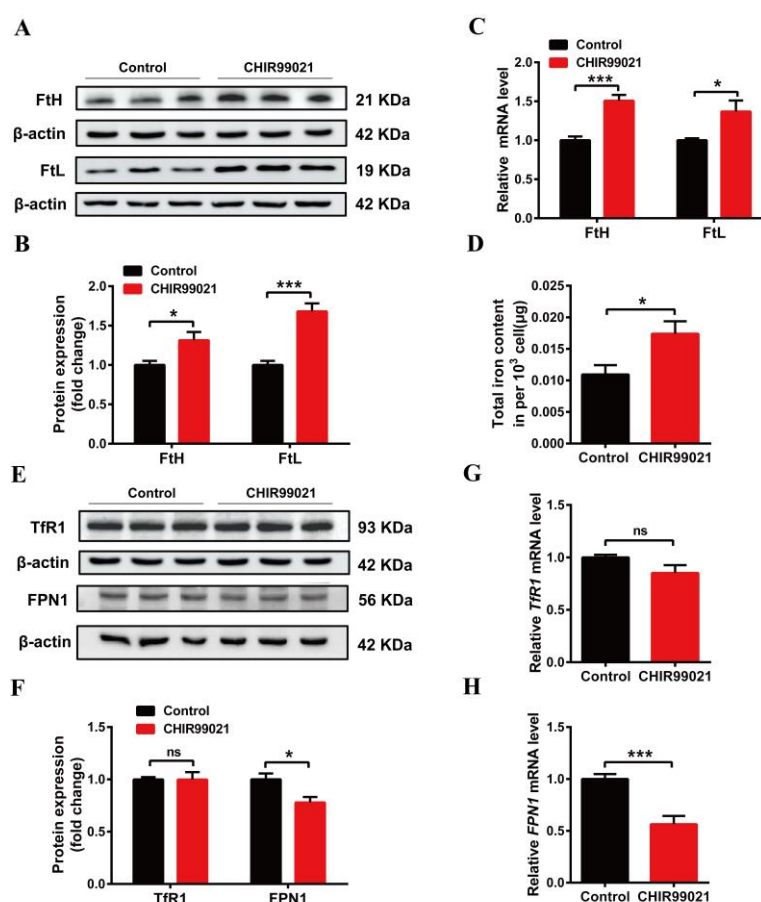 A
Control CHIR99021
FtH 21 KDa
β-actin 42 KDa
FtL 19 KDa
β-actin 42 KDa
C
Control
CHIR99021
Relative mRNA level
2.0
1.5
1.0
0.5
0.0
***
*
FtH FtL
B
Control
CHIR99021
Protein expression
(fold change)
2.0
1.5
1.0
0.5
0.0
*
***
FtH FtL
D
Total iron content
in per 10³ cell(μg)
0.025
0.020
0.015
0.010
0.005
0.000
*
Control CHIR99021
E
Control CHIR99021
TfR1 93 KDa
β-actin 42 KDa
FPN1 56 KDa
β-actin 42 KDa
G
Relative TfR1 mRNA level
1.5
1.0
0.5
0.0
ns
Control CHIR99021
F
Control
CHIR99021
Protein expression
(fold change)
1.5
1.0
0.5
0.0
ns
*
TfR1 FPN1
H
Relative FPN1 mRNA level
1.5
1.0
0.5
0.0
***
Control CHIR99021